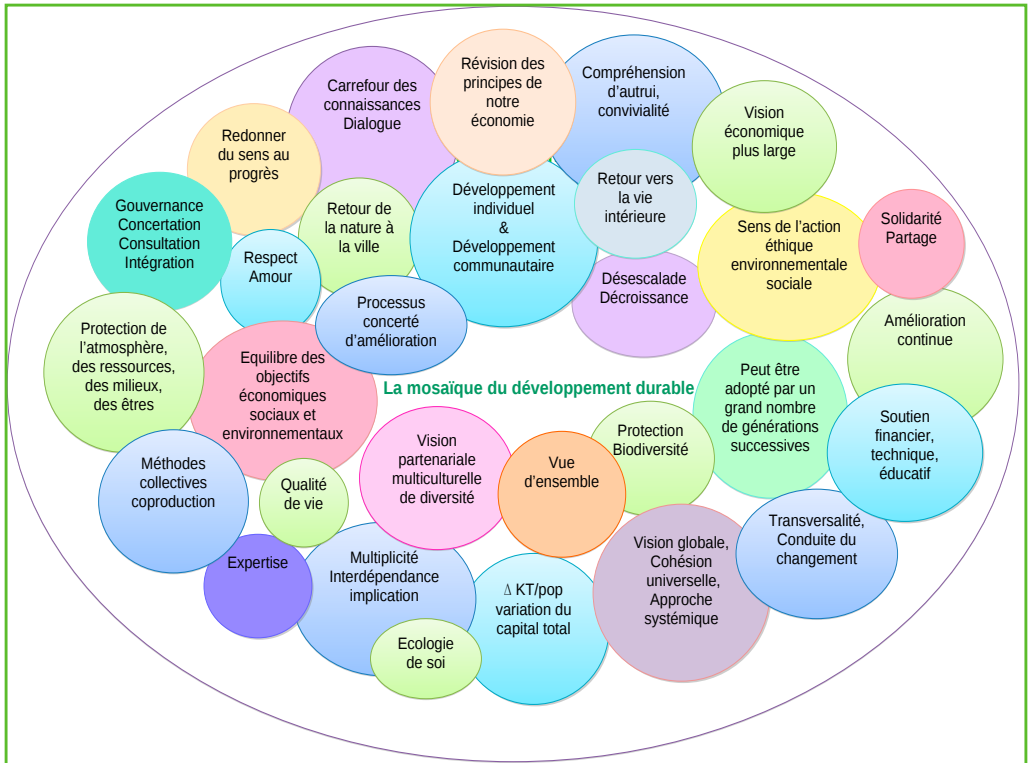 Carrefour des
connaissances
Dialogue
Révision des
principes de
notre
économie
Compréhension
d'autrui,
convivialité
Vision
économique
plus large
Redonner
du sens au
progrès
Gouvernance
Concertation
Consultation
Intégration
Retour de
la nature à
la ville
Développement
individuel
&
Développement
communautaire
Retour vers
la vie
intérieure
Sens de l'action
éthique
environnementale
sociale
Solidarité
Partage
Respect
Amour
Désescalade
Décroissance
Processus
concerté
d'amélioration
Amélioration
continue
Protection de
l'atmosphère,
des ressources,
des milieux,
des êtres
Equilibre des
objectifs
économiques
sociaux et
environnementaux
La mosaïque du développement durable
Peut être
adopté par un
grand nombre
de générations
successives
Soutien
financier,
technique,
éducatif
Méthodes
collectives
coproduction
Qualité
de vie
Vision
partenariale
multiculturelle
de diversité
Vue
d'ensemble
Protection
Biodiversité
Transversalité,
Conduite du
changement
Expertise
Multiplicité
Interdépendance
implication
Δ KT/pop
variation du
capital total
Vision globale,
Cohésion
universelle,
Approche
systémique
Ecologie
de soi